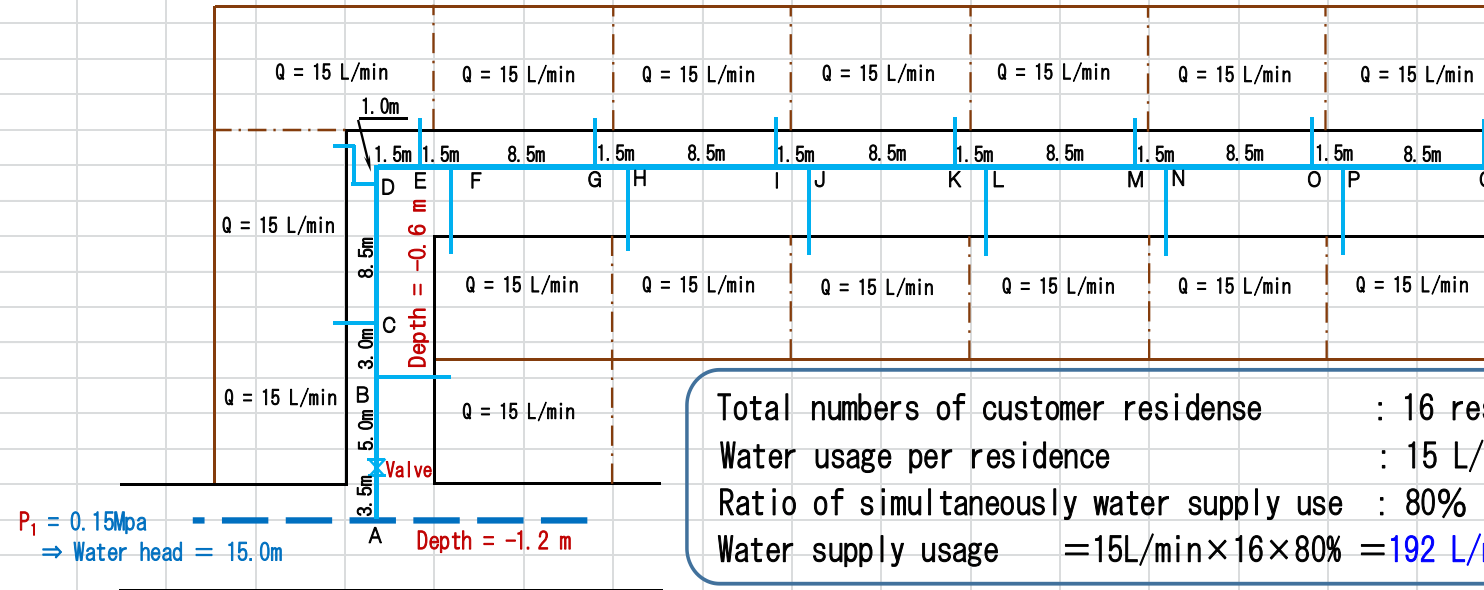 Q = 15 L/min
Q = 15 L/min
Q = 15 L/min
Q = 15 L/min
Q = 15 L/min
Q = 15 L/min
Q = 15 L/min
1.0m
1.5m
1.5m
8.5m
1.5m
8.5m
1.5m
8.5m
1.5m
8.5m
1.5m
8.5m
1.5m
8.5m
D
E
F
G
H
I
J
K
L
M
N
O
P
Q = 15 L/min
8.5m
Depth = -0.6 m
Q = 15 L/min
Q = 15 L/min
Q = 15 L/min
Q = 15 L/min
Q = 15 L/min
Q = 15 L/min
C
3.0m
Q = 15 L/min
B
5.0m
Q = 15 L/min
Valve
3.5m
A
P1 = 0.15Mpa
⇒ Water head = 15.0m
Depth = -1.2 m
Total numbers of customer residense : 16
Water usage per residence : 15 L/
Ratio of simultaneously water supply use : 80%
Water supply usage =15L/min×16×80% =192 L/